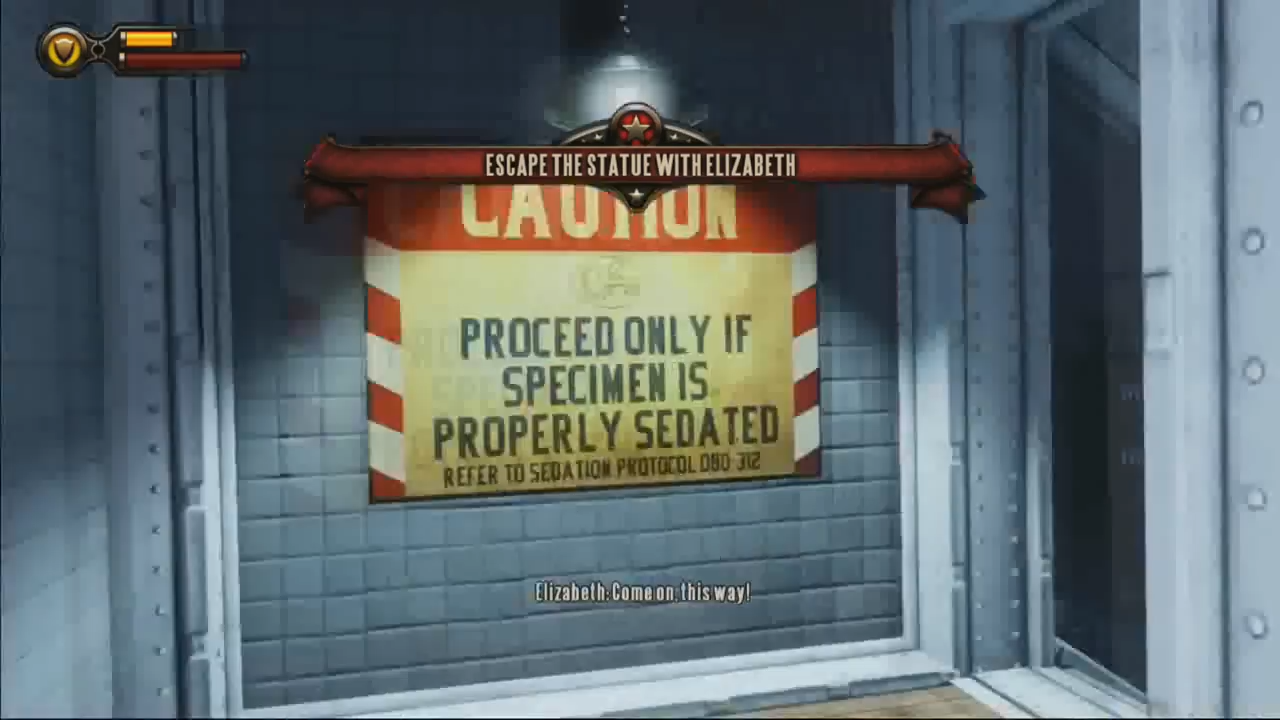 ESCAPE THE STATUE WITH ELIZABETH
CAUTION
PROCEED ONLY IF
SPECIMEN IS
PROPERLY SEDATED
REFER TO SEDATION PROTOCOL 080-312
Elizabeth: Come on, this way!